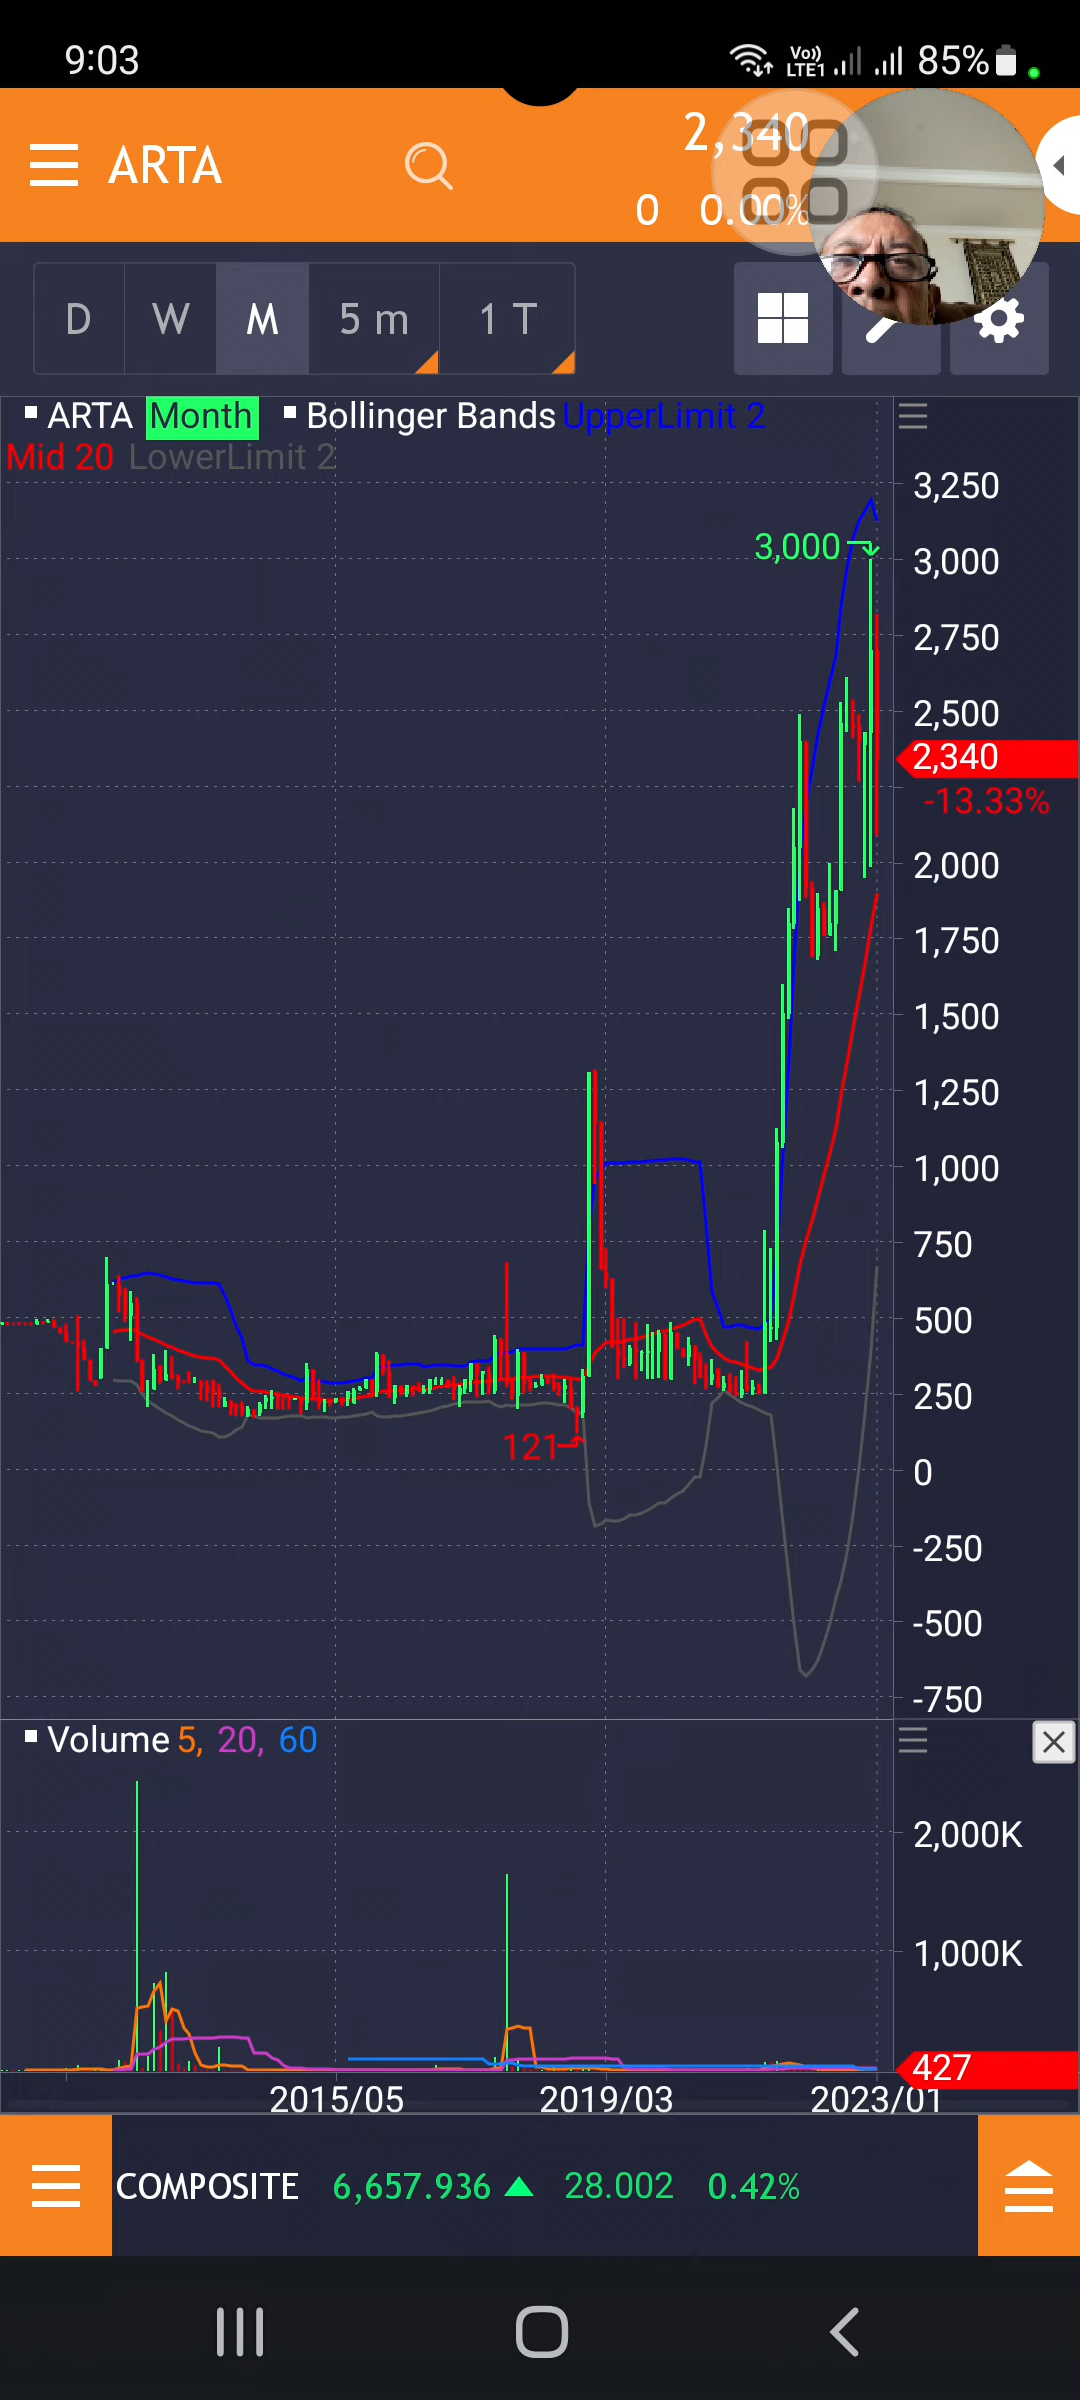 9:03 Vo)) LTE1 85%
ARTA 2,340
0 0.00%
D W M 5 m 1 T
ARTA Month Bollinger Bands UpperLimit 2
Mid 20 LowerLimit 2
3,250
3,000
3,000
2,750
2,500
2,340
-13.33%
2,000
1,750
1,500
1,250
1,000
750
500
250
121
0
-250
-500
-750
Volume 5, 20, 60
2,000K
1,000K
427
2015/05 2019/03 2023/01
COMPOSITE 6,657.936 28.002 0.42%